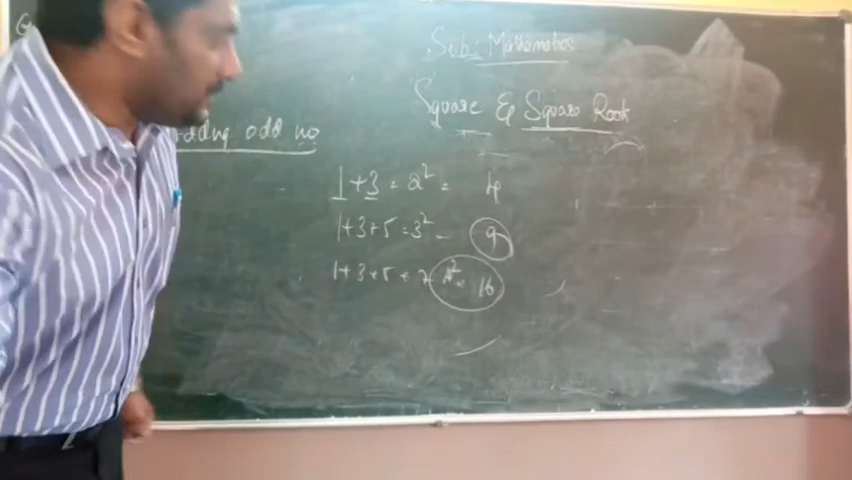 Sub: Mathematics
Square & Square Root
adding odd no
1+3 = 2² = 4
1+3+5 = 3² - 9
1+3+5+7 4² = 16